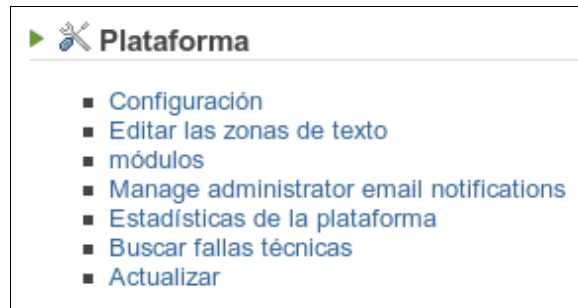 Plataforma
Configuración
Editar las zonas de texto
módulos
Manage administrator email notifications
Estadísticas de la plataforma
Buscar fallas técnicas
Actualizar